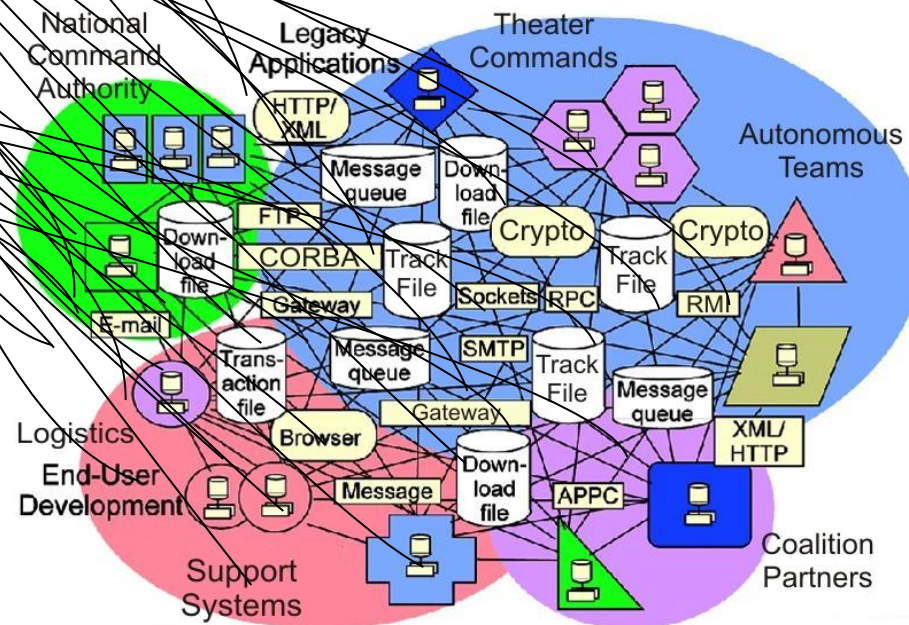 National
Command
Authority
Legacy
Applications
Theater
Commands
HTTP/
XML
Autonomous
Teams
Message
queue
Down-
load
file
FTP
Down-
load
file
CORBA
Track
File
Crypto
Track
File
Crypto
Gateway
Sockets
RPC
RMI
E-mail
Trans-
action
file
Message
queue
SMTP
Track
File
Message
queue
Gateway
Browser
XML/
HTTP
Logistics
End-User
Development
Down-
load
file
Message
APPC
Support
Systems
Coalition
Partners